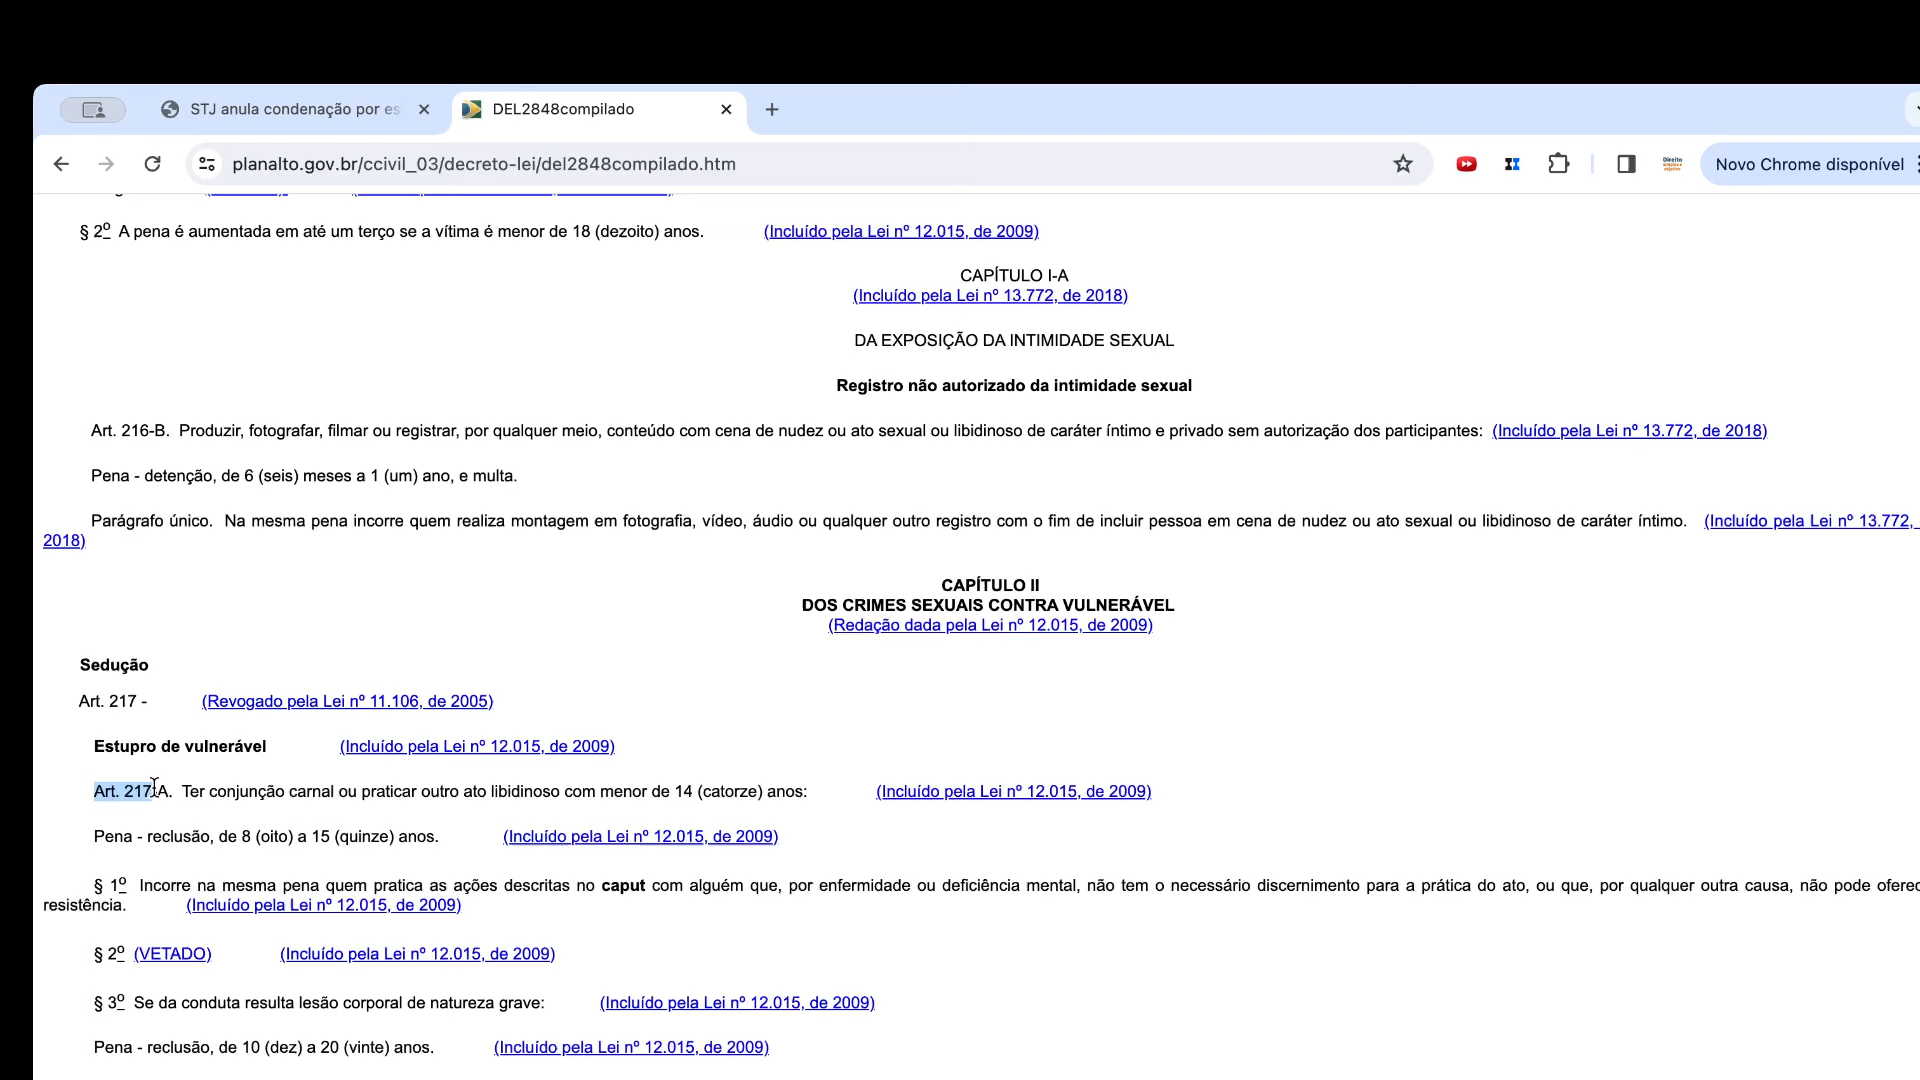 STJ anula condenação por es
DEL2848compilado
planalto.gov.br/ccivil_03/decreto-lei/del2848compilado.htm
Direito
Novo Chrome disponível
§ 2º A pena é aumentada em até um terço se a vítima é menor de 18 (dezoito) anos. (Incluído pela Lei nº 12.015, de 2009)
CAPÍTULO I-A
(Incluído pela Lei nº 13.772, de 2018)
DA EXPOSIÇÃO DA INTIMIDADE SEXUAL
Registro não autorizado da intimidade sexual
Art. 216-B. Produzir, fotografar, filmar ou registrar, por qualquer meio, conteúdo com cena de nudez ou ato sexual ou libidinoso de caráter íntimo e privado sem autorização dos participantes: (Incluído pela Lei nº 13.772, de 2018)
Pena - detenção, de 6 (seis) meses a 1 (um) ano, e multa.
Parágrafo único. Na mesma pena incorre quem realiza montagem em fotografia, vídeo, áudio ou qualquer outro registro com o fim de incluir pessoa em cena de nudez ou ato sexual ou libidinoso de caráter íntimo. (Incluído pela Lei nº 13.772,
2018)
CAPÍTULO II
DOS CRIMES SEXUAIS CONTRA VULNERÁVEL
(Redação dada pela Lei nº 12.015, de 2009)
Sedução
Art. 217 - (Revogado pela Lei nº 11.106, de 2005)
Estupro de vulnerável (Incluído pela Lei nº 12.015, de 2009)
Art. 217-A. Ter conjunção carnal ou praticar outro ato libidinoso com menor de 14 (catorze) anos: (Incluído pela Lei nº 12.015, de 2009)
Pena - reclusão, de 8 (oito) a 15 (quinze) anos. (Incluído pela Lei nº 12.015, de 2009)
§ 1º Incorre na mesma pena quem pratica as ações descritas no caput com alguém que, por enfermidade ou deficiência mental, não tem o necessário discernimento para a prática do ato, ou que, por qualquer outra causa, não pode oferec
resistência. (Incluído pela Lei nº 12.015, de 2009)
§ 2º (VETADO) (Incluído pela Lei nº 12.015, de 2009)
§ 3º Se da conduta resulta lesão corporal de natureza grave: (Incluído pela Lei nº 12.015, de 2009)
Pena - reclusão, de 10 (dez) a 20 (vinte) anos. (Incluído pela Lei nº 12.015, de 2009)